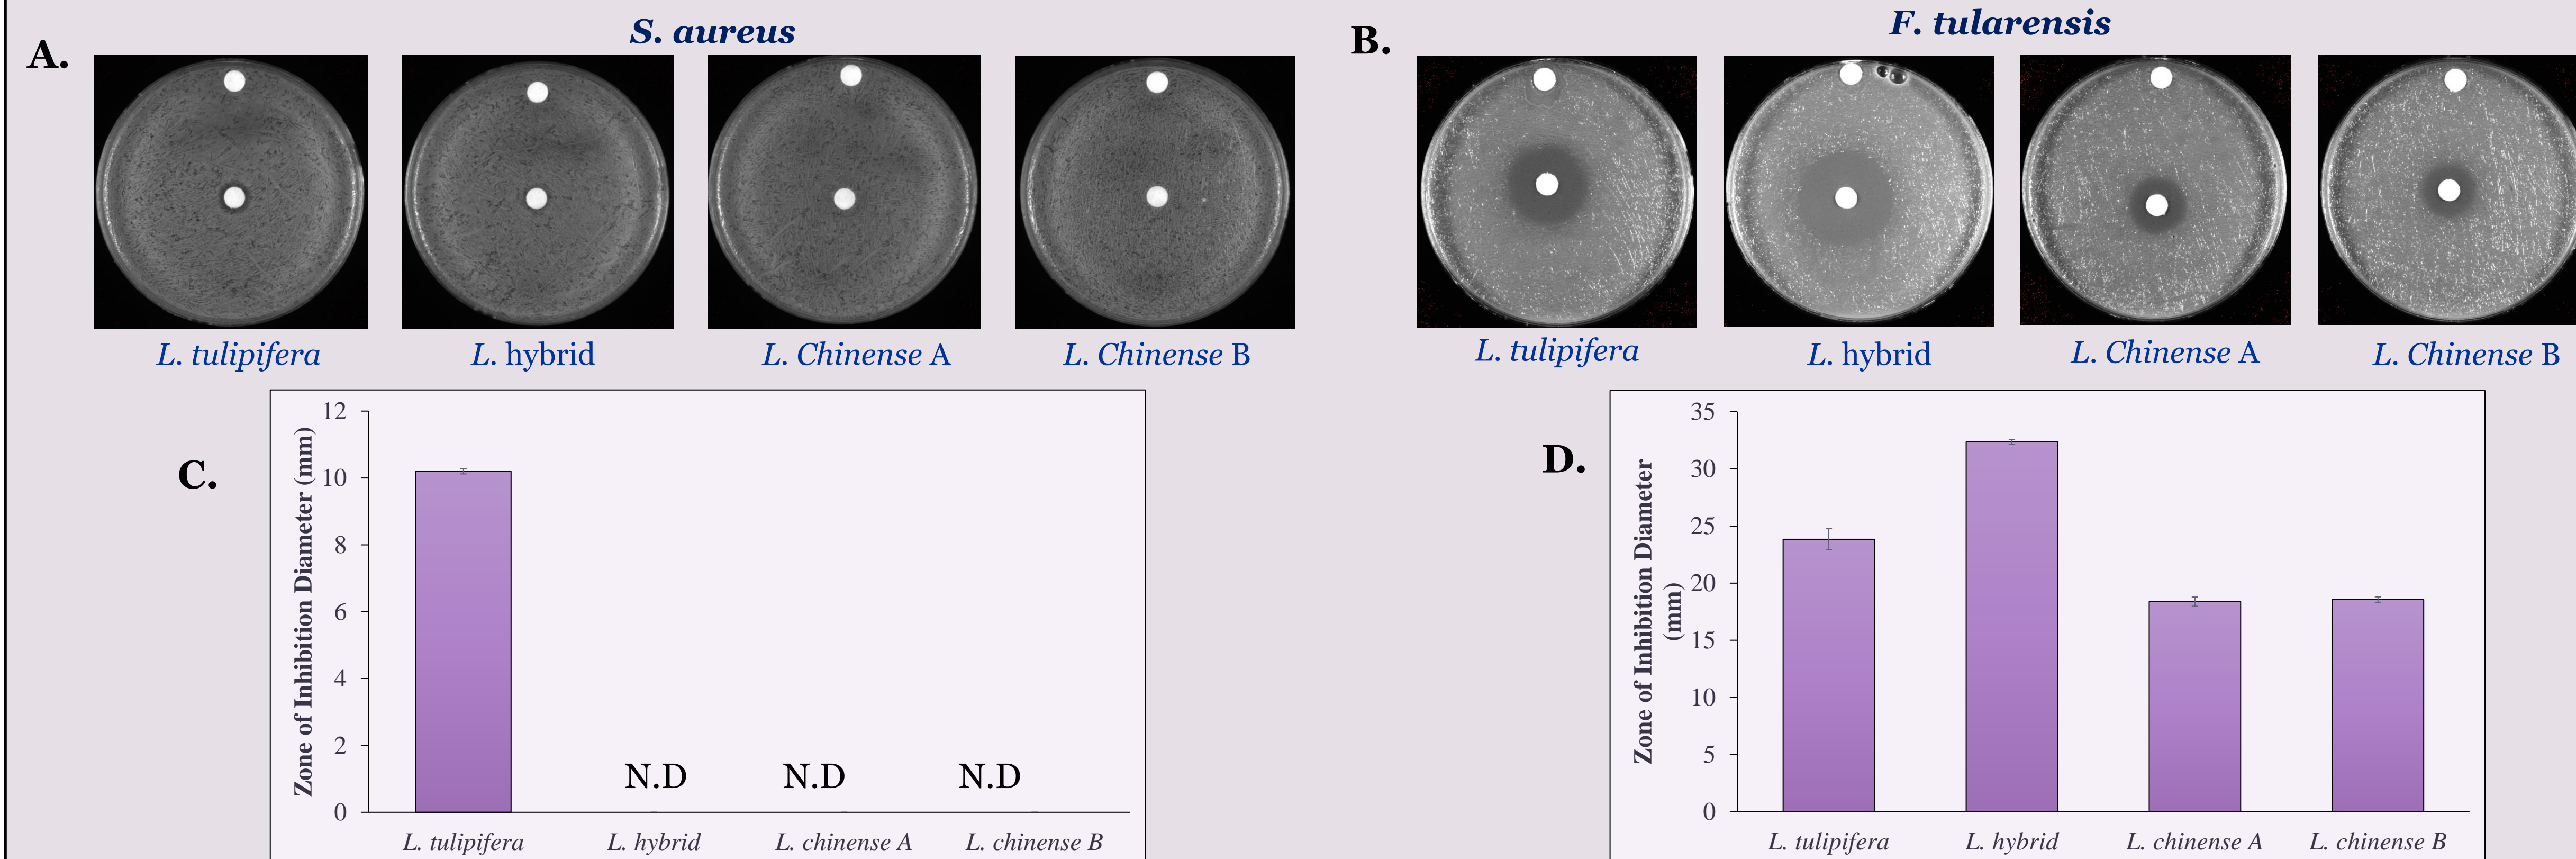 A.
S. aureus
L. tulipifera
L. hybrid
L. Chinense A
L. Chinense B
B.
F. tularensis
L. tulipifera
L. hybrid
L. Chinense A
L. Chinense B
C.
Zone of Inhibition Diameter (mm)
12
10
8
6
4
2
0
N.D
N.D
N.D
L. tulipifera
L. hybrid
L. chinense A
L. chinense B
D.
Zone of Inhibition Diameter
(mm)
35
30
25
20
15
10
5
0
L. tulipifera
L. hybrid
L. chinense A
L. chinense B